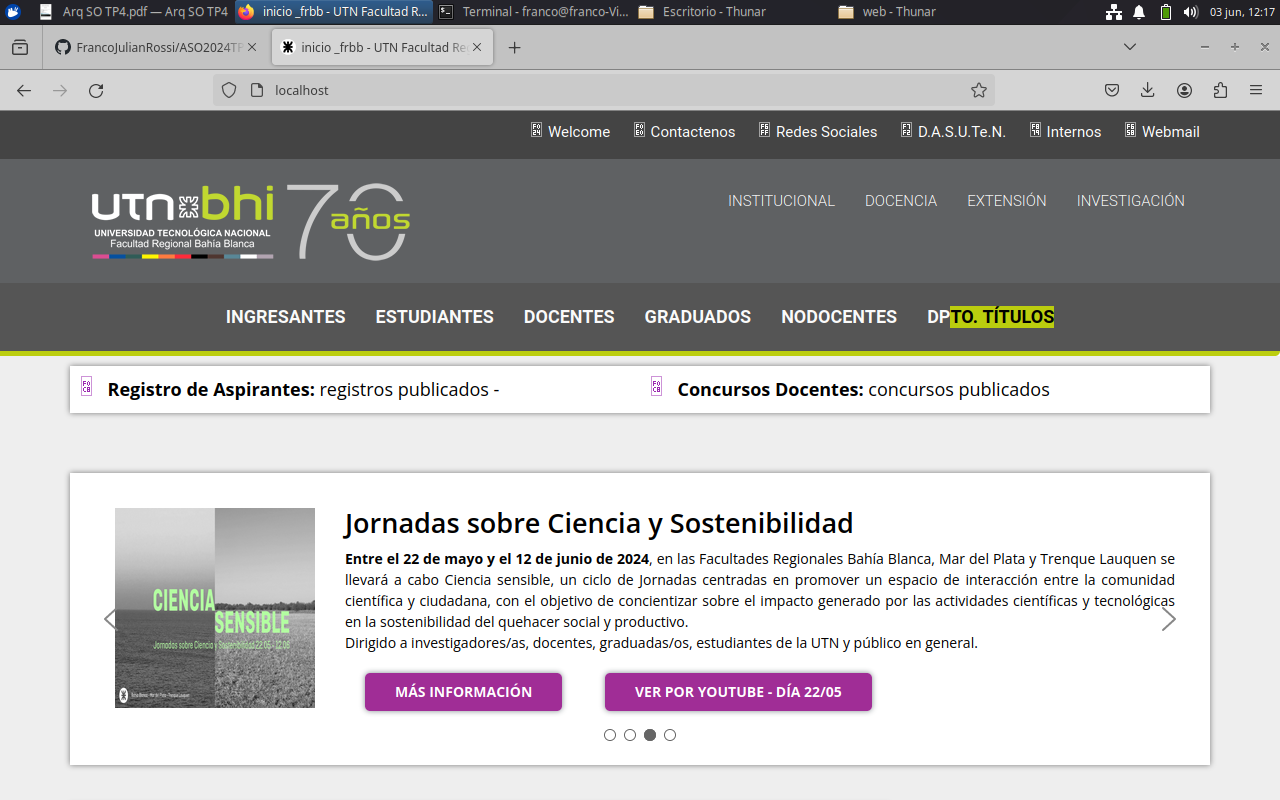 Arq SO TP4.pdf — Arq SO TP4
inicio _frbb - UTN Facultad R...
Terminal - franco@franco-Vi...
Escritorio - Thunar
web - Thunar
03 jun, 12:17
FrancoJulianRossi/ASO2024TP
inicio _frbb - UTN Facultad Re
localhost
Welcome
Contactenos
Redes Sociales
D.A.S.U.Te.N.
Internos
Webmail
utn bhi
UNIVERSIDAD TECNOLÓGICA NACIONAL
Facultad Regional Bahía Blanca
70 años
INSTITUCIONAL
DOCENCIA
EXTENSIÓN
INVESTIGACIÓN
INGRESANTES
ESTUDIANTES
DOCENTES
GRADUADOS
NODOCENTES
DPTO. TÍTULOS
Registro de Aspirantes: registros publicados -
Concursos Docentes: concursos publicados
CIENCIA
SENSIBLE
Jornadas sobre Ciencia y Sostenibilidad
Entre el 22 de mayo y el 12 de junio de 2024, en las Facultades Regionales Bahía Blanca, Mar del Plata y Trenque Lauquen se
llevará a cabo Ciencia sensible, un ciclo de Jornadas centradas en promover un espacio de interacción entre la comunidad
científica y ciudadana, con el objetivo de concientizar sobre el impacto generado por las actividades científicas y tecnológicas
en la sostenibilidad del quehacer social y productivo.
Dirigido a investigadores/as, docentes, graduadas/os, estudiantes de la UTN y público en general.
MÁS INFORMACIÓN
VER POR YOUTUBE - DÍA 22/05